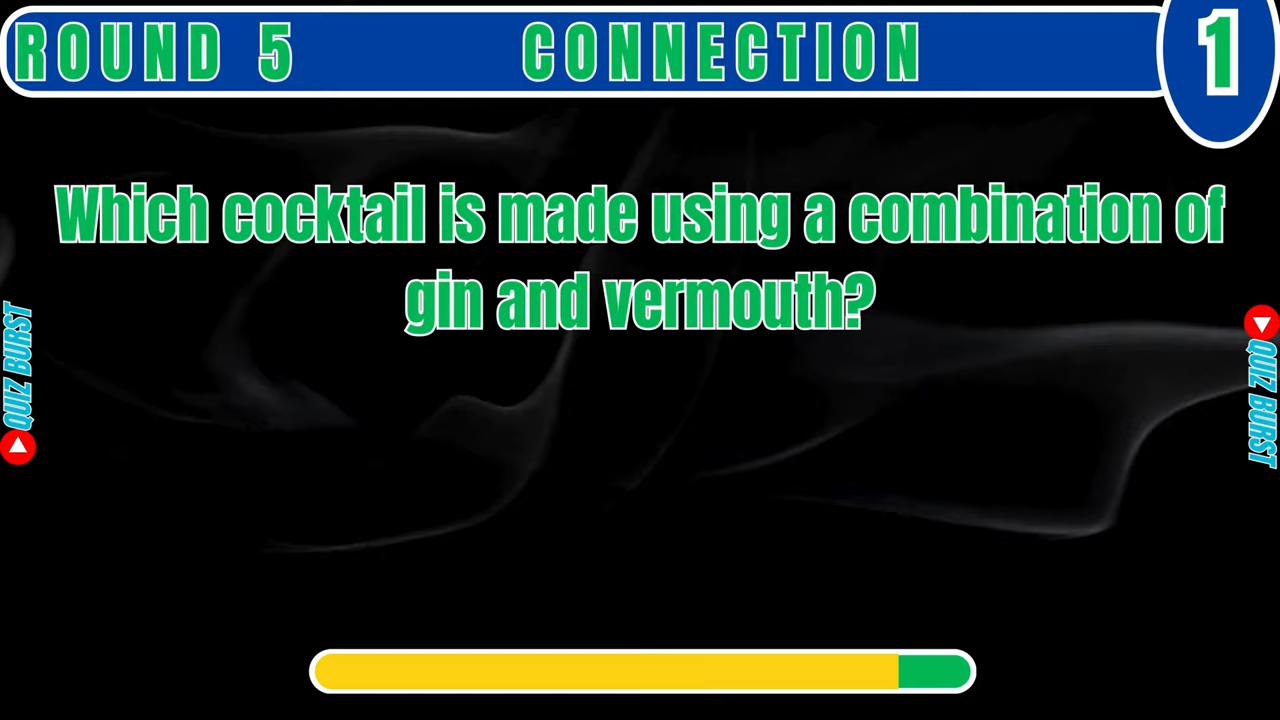 ROUND 5 CONNECTION 1
Which cocktail is made using a combination of
gin and vermouth?
QUIZ BURST
QUIZ BURST